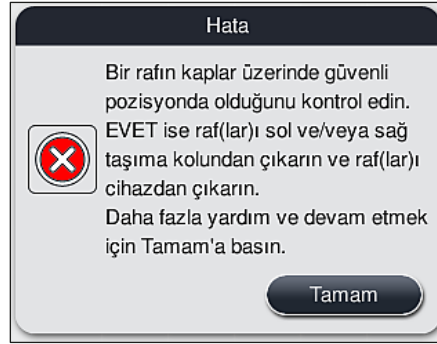 Hata
Bir rafın kaplar üzerinde güvenli
pozisyonda olduğunu kontrol edin.
EVET ise raf(lar)ı sol ve/veya sağ
taşıma kolundan çıkarın ve raf(lar)ı
cihazdan çıkarın.
Daha fazla yardım ve devam etmek
için Tamam'a basın.
Tamam